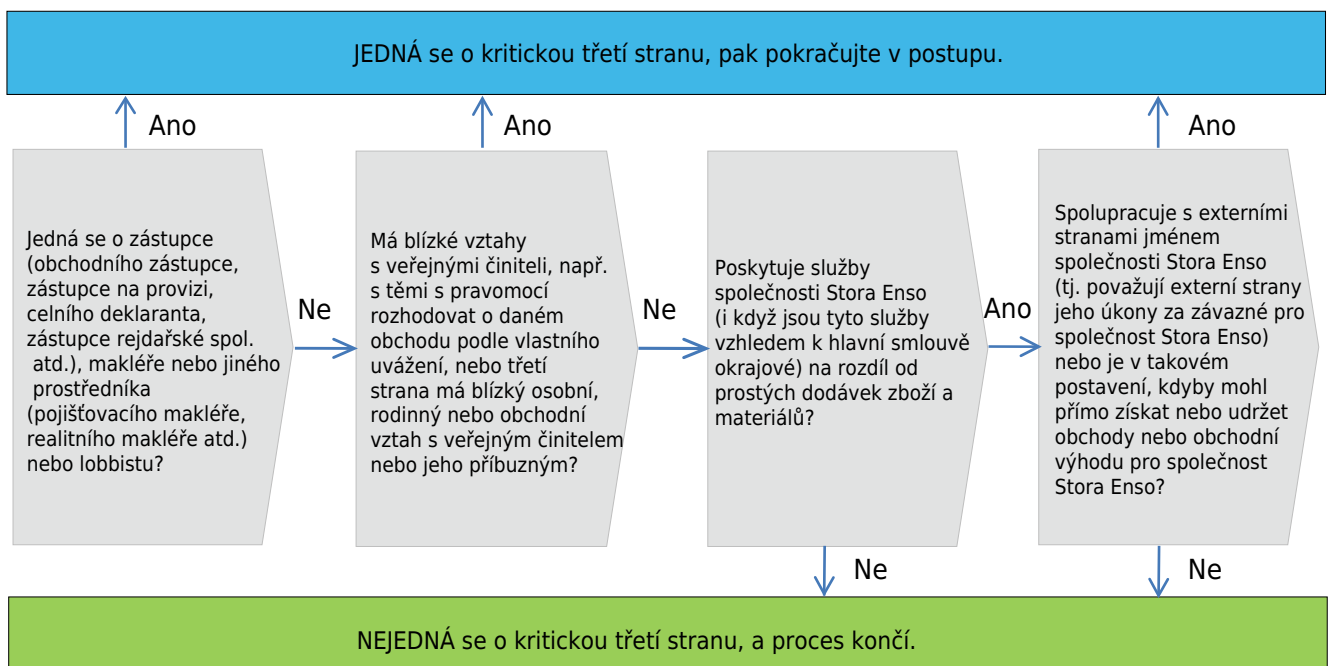 JEDNÁ se o kritickou třetí stranu, pak pokračujte v postupu.
Ano
Ano
Ano
Jedná se o zástupce
(obchodního zástupce,
zástupce na provizi,
celního deklaranta,
zástupce rejdařské spol.
atd.), makléře nebo jiného
prostředníka
(pojišťovacího makléře,
realitního makléře atd.)
nebo lobbistu?
Ne
Má blízké vztahy
s veřejnými činiteli, např.
s těmi s pravomocí
rozhodovat o daném
obchodu podle vlastního
uvážení, nebo třetí
strana má blízký osobní,
rodinný nebo obchodní
vztah s veřejným činitelem
nebo jeho příbuzným?
Ne
Poskytuje služby
společnosti Stora Enso
(i když jsou tyto služby
vzhledem k hlavní smlouvě
okrajové) na rozdíl od
prostých dodávek zboží a
materiálů?
Ano
Spolupracuje s externími
stranami jménem
společnosti Stora Enso
(tj. považují externí strany
jeho úkony za závazné pro
společnost Stora Enso)
nebo je v takovém
postavení, kdyby mohl
přímo získat nebo udržet
obchody nebo obchodní
výhodu pro společnost
Stora Enso?
Ne
Ne
NEJEDNÁ se o kritickou třetí stranu, a proces končí.